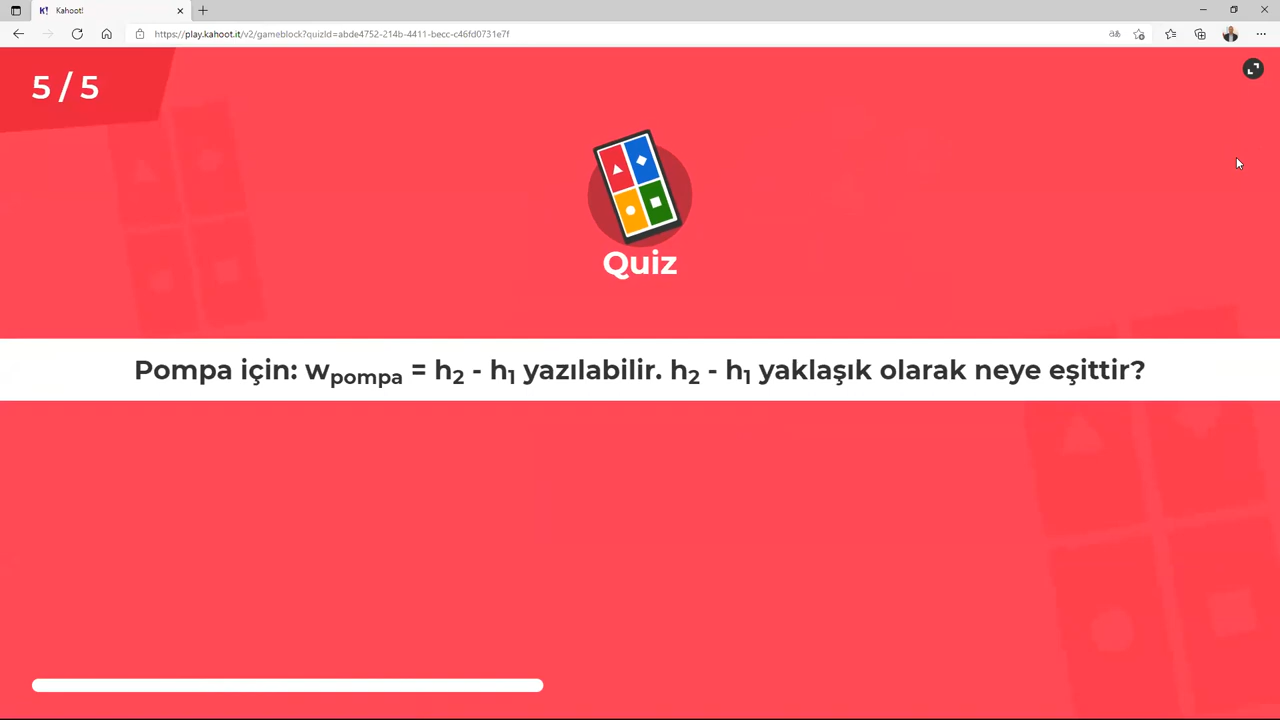 Kahoot!
https://play.kahoot.it/v2/gameblock?quizId=abde4752-214b-4411-becc-c46fd0731e7f
5 / 5
Quiz
Pompa için: wpompa = h2 - h1 yazılabilir. h2 - h1 yaklaşık olarak neye eşittir?